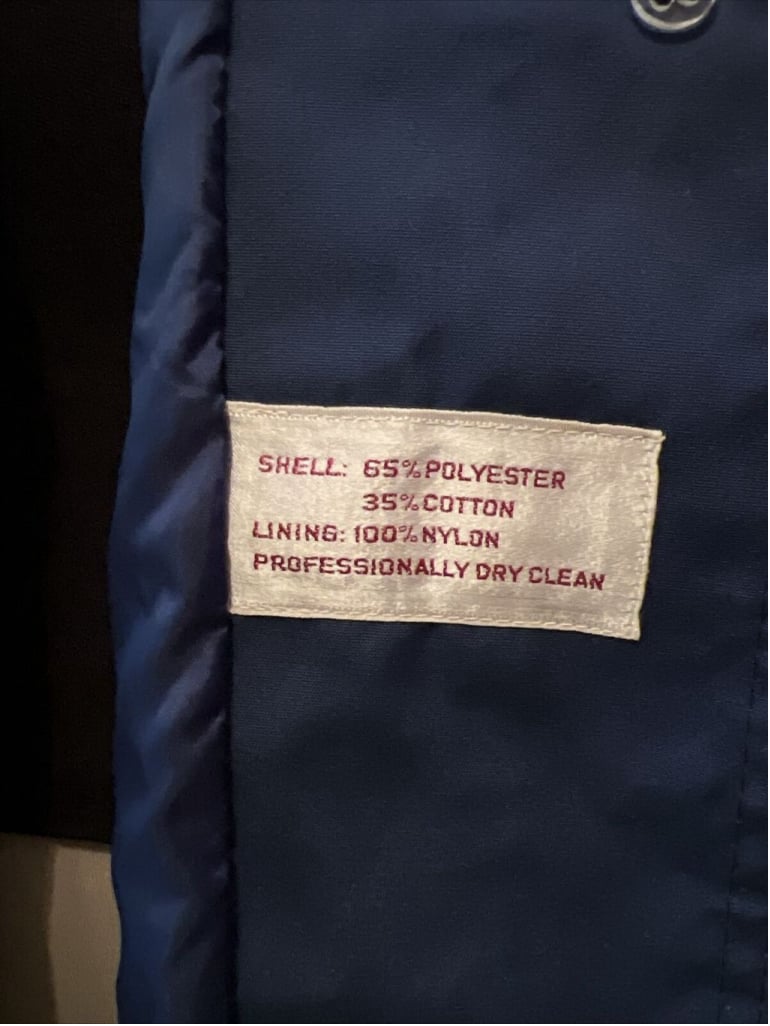 SHELL: 65% POLYESTER
35% COTTON
LINING: 100% NYLON
PROFESSIONALLY DRY CLEAN